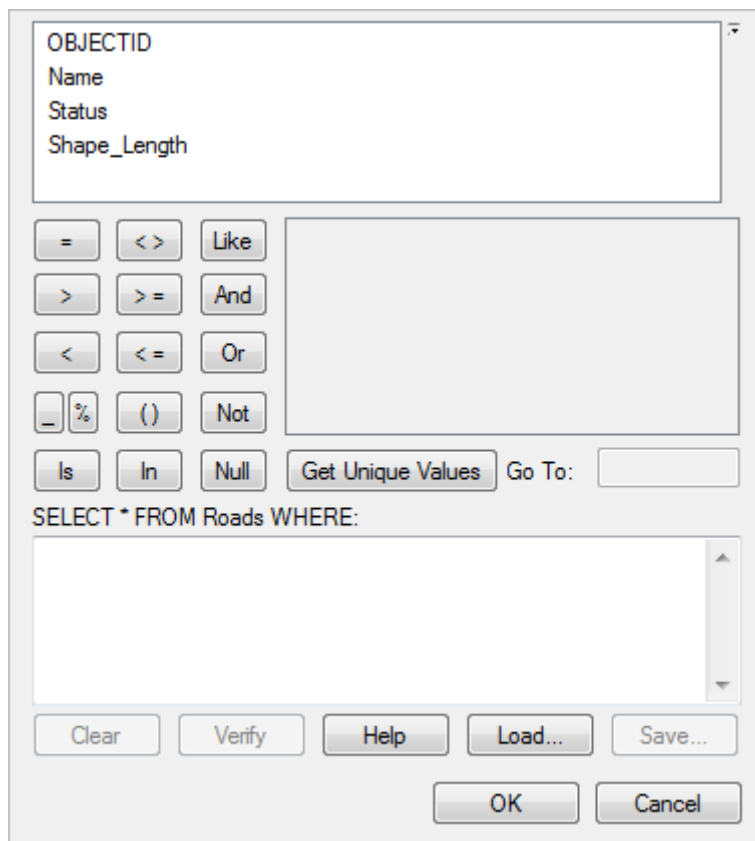 OBJECTID
Name
Status
Shape_Length
= < > Like
> > = And
< < = Or
_ % ( ) Not
Is In Null Get Unique Values Go To:
SELECT * FROM Roads WHERE:
Clear Verify Help Load... Save...
OK Cancel